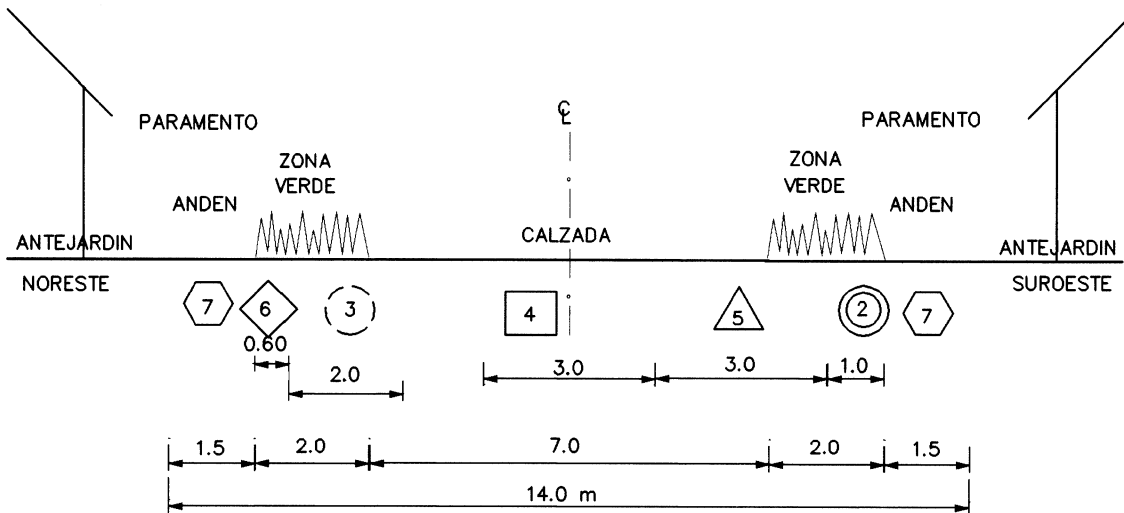 ℄
PARAMENTO
PARAMENTO
ZONA
VERDE
ZONA
VERDE
ANDEN
ANDEN
CALZADA
ANTEJARDIN
ANTEJARDIN
NORESTE
SUROESTE
7
6
3
4
5
2
7
0.60
2.0
3.0
3.0
1.0
1.5
2.0
7.0
2.0
1.5
14.0 m